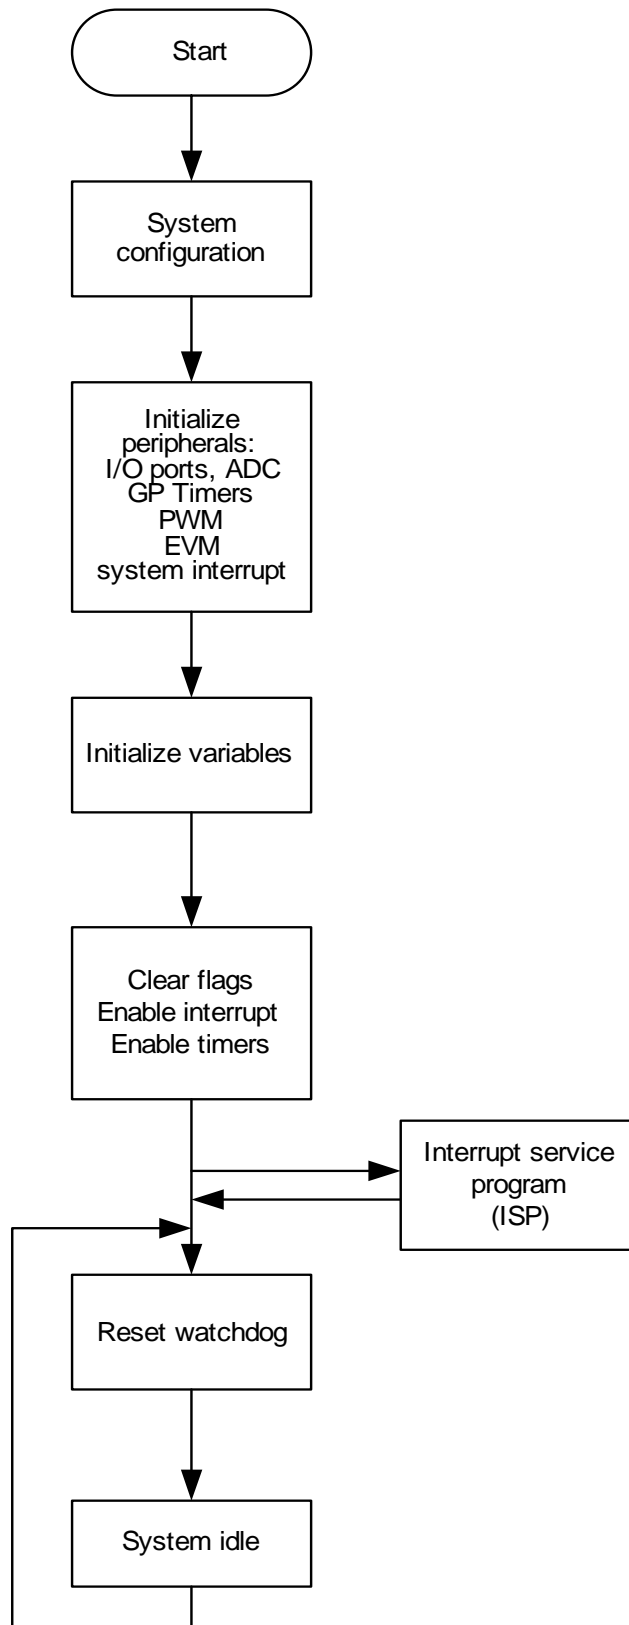 Start
System
configuration
Initialize
peripherals:
I/O ports, ADC
GP Timers
PWM
EVM
system interrupt
Initialize variables
Clear flags
Enable interrupt
Enable timers
Interrupt service
program
(ISP)
Reset watchdog
System idle